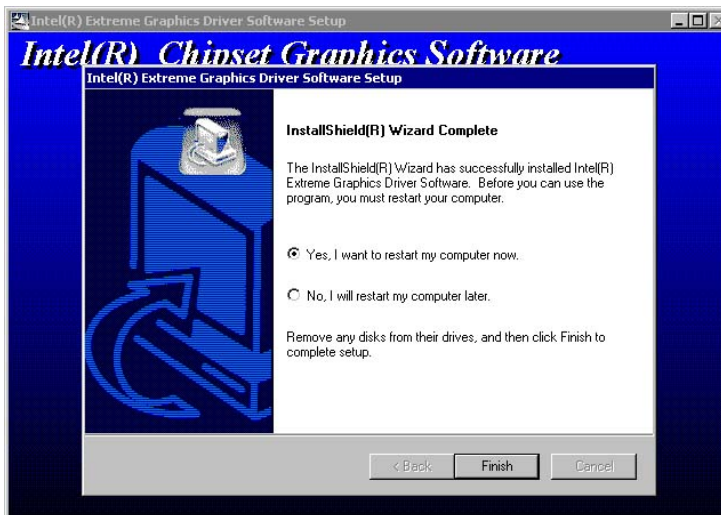 Intel(R) Extreme Graphics Driver Software Setup
Intel(R) Chipset Graphics Software
Intel(R) Extreme Graphics Driver Software Setup
InstallShield(R) Wizard Complete
The InstallShield(R) Wizard has successfully installed Intel(R)
Extreme Graphics Driver Software. Before you can use the
program, you must restart your computer.
Yes, I want to restart my computer now.
No, I will restart my computer later.
Remove any disks from their drives, and then click Finish to
complete setup.
< Back
Finish
Cancel